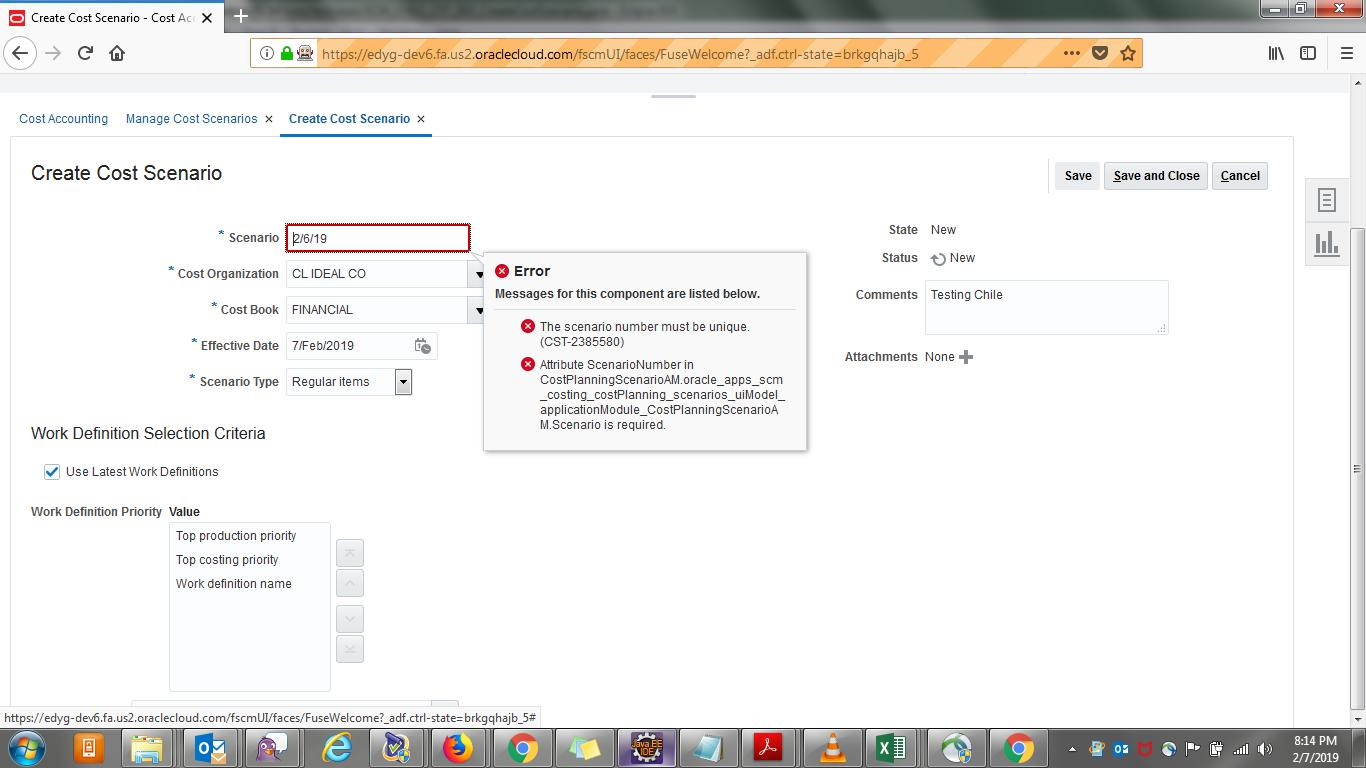 Create Cost Scenario - Cost Acc
https://edyg-dev6.fa.us2.oraclecloud.com/fscmUI/faces/FuseWelcome?_adf.ctrl-state=brkgqhajb_5
Cost Accounting Manage Cost Scenarios Create Cost Scenario
Create Cost Scenario
Save Save and Close Cancel
* Scenario 2/6/19
* Cost Organization CL IDEAL CO
* Cost Book FINANCIAL
* Effective Date 7/Feb/2019
* Scenario Type Regular items
Error
Messages for this component are listed below.
The scenario number must be unique.
(CST-2385580)
Attribute ScenarioNumber in
CostPlanningScenarioAM.oracle_apps_scm
_costing_costPlanning_scenarios_uiModel_
applicationModule_CostPlanningScenarioA
M.Scenario is required.
State New
Status New
Comments Testing Chile
Attachments None
Work Definition Selection Criteria
Use Latest Work Definitions
Work Definition Priority Value
Top production priority
Top costing priority
Work definition name
https://edyg-dev6.fa.us2.oraclecloud.com/fscmUI/faces/FuseWelcome?_adf.ctrl-state=brkgqhajb_5#
Java EE
IDE
8:14 PM
2/7/2019